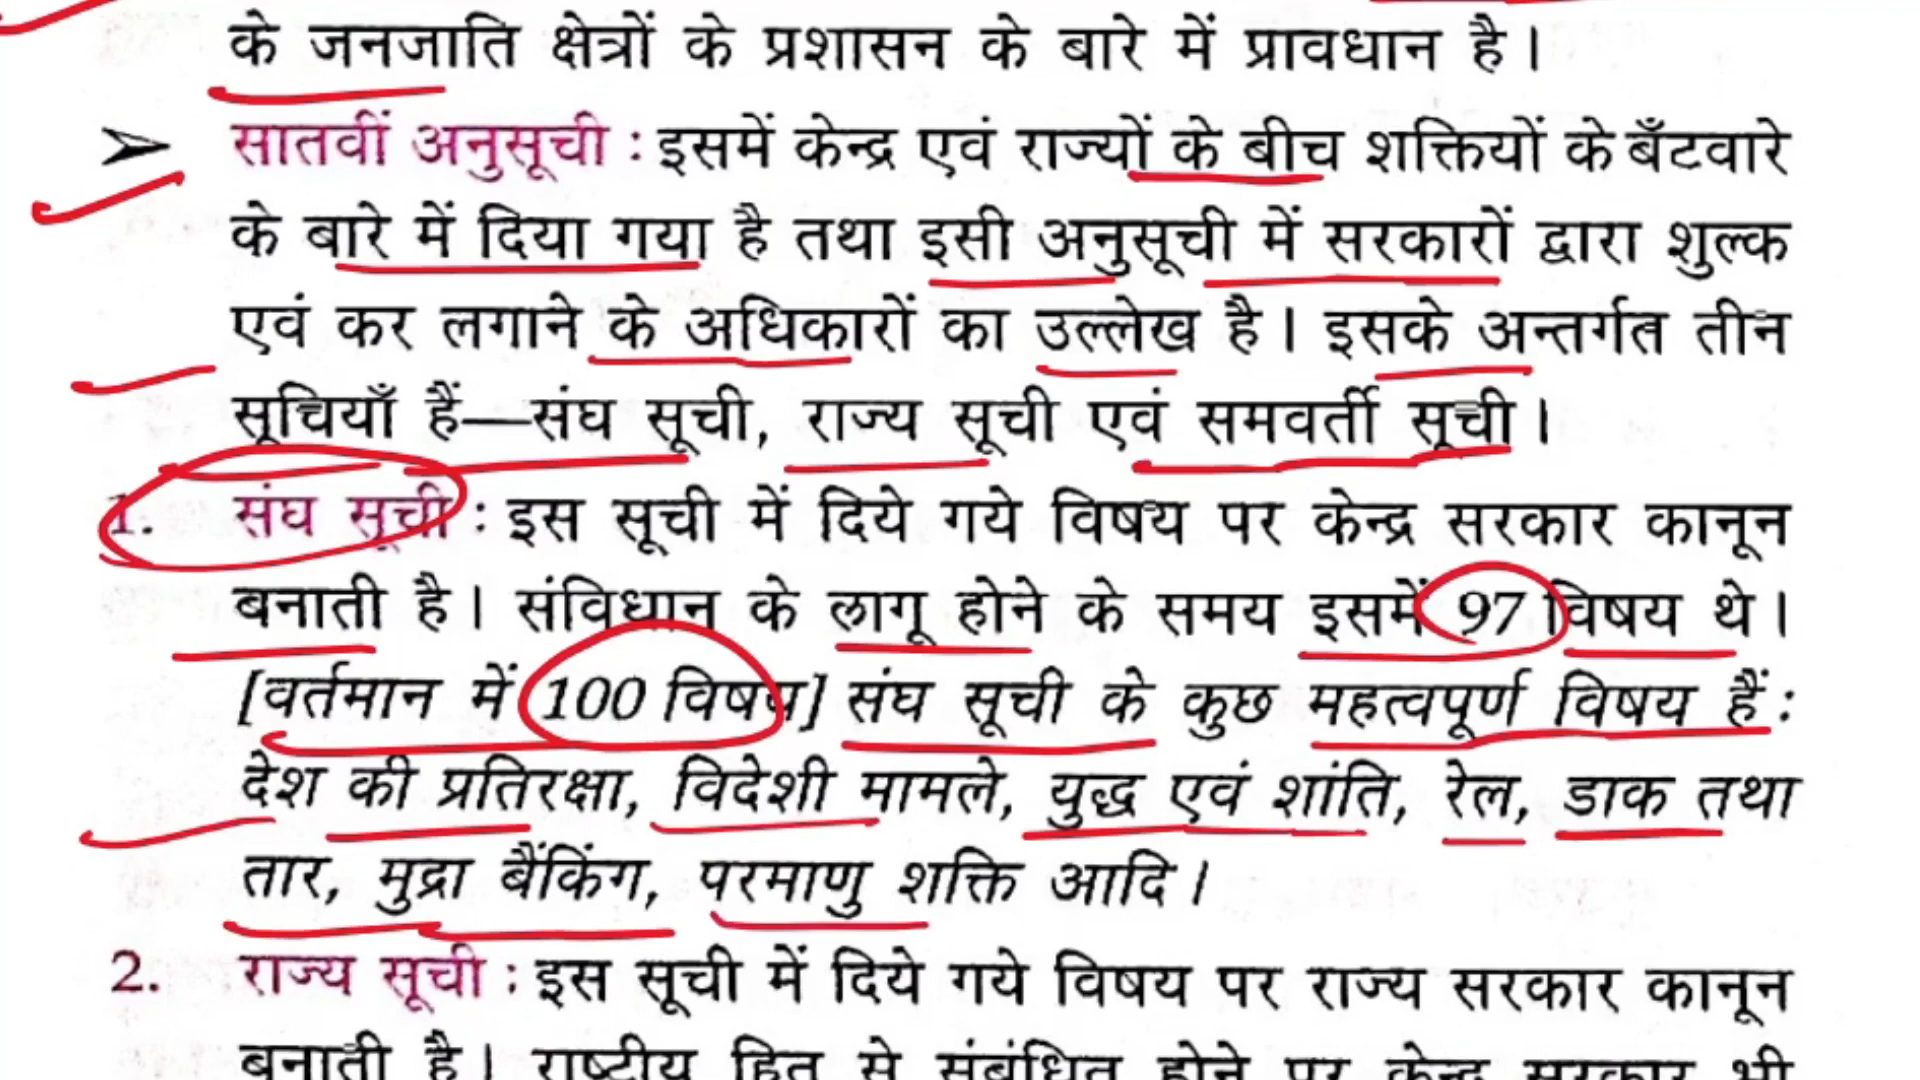 के जनजाति क्षेत्रों के प्रशासन के बारे में प्रावधान है।
➢ सातवीं अनुसूची : इसमें केन्द्र एवं राज्यों के बीच शक्तियों के बँटवारे
के बारे में दिया गया है तथा इसी अनुसूची में सरकारों द्वारा शुल्क
एवं कर लगाने के अधिकारों का उल्लेख है। इसके अन्तर्गत तीन
सूचियाँ हैं—संघ सूची, राज्य सूची एवं समवर्ती सूची।
1. संघ सूची : इस सूची में दिये गये विषय पर केन्द्र सरकार कानून
बनाती है। संविधान के लागू होने के समय इसमें 97 विषय थे।
[वर्तमान में 100 विषय] संघ सूची के कुछ महत्वपूर्ण विषय हैं :
देश की प्रतिरक्षा, विदेशी मामले, युद्ध एवं शांति, रेल, डाक तथा
तार, मुद्रा बैंकिंग, परमाणु शक्ति आदि।
2. राज्य सूची : इस सूची में दिये गये विषय पर राज्य सरकार कानून
बनाती है। राष्ट्रीय हित से संबंधित होने पर केन्द्र सरकार भी